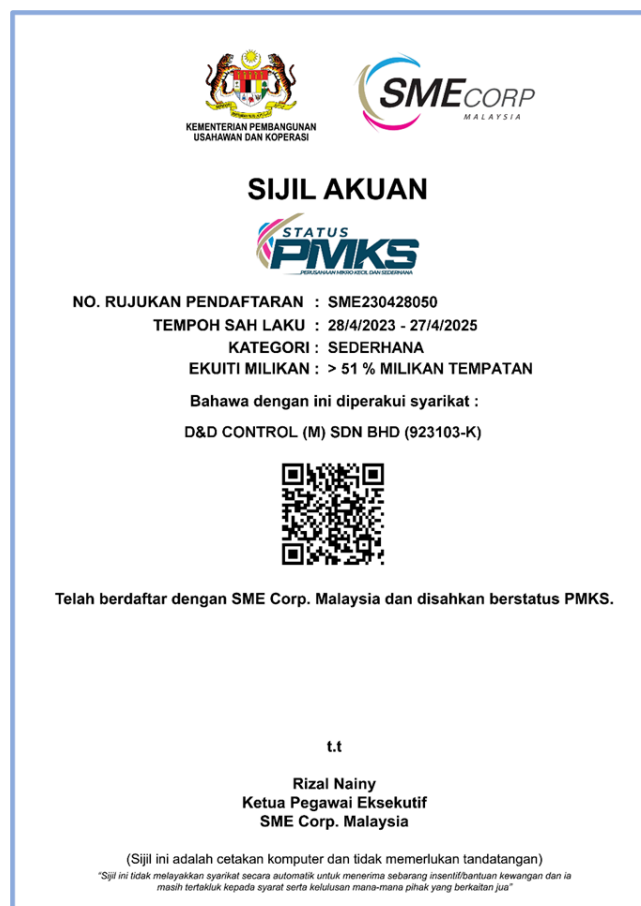 KEMENTERIAN PEMBANGUNAN
USAHAWAN DAN KOPERASI
SMECORP
MALAYSIA
SIJIL AKUAN
STATUS
PMKS
PERUSAHAAN MIKRO KECIL DAN SEDERHANA
NO. RUJUKAN PENDAFTARAN : SME230428050
TEMPOH SAH LAKU : 28/4/2023 - 27/4/2025
KATEGORI : SEDERHANA
EKUITI MILIKAN : > 51 % MILIKAN TEMPATAN
Bahawa dengan ini diperakui syarikat :
D&D CONTROL (M) SDN BHD (923103-K)
Telah berdaftar dengan SME Corp. Malaysia dan disahkan berstatus PMKS.
t.t
Rizal Nainy
Ketua Pegawai Eksekutif
SME Corp. Malaysia
(Sijil ini adalah cetakan komputer dan tidak memerlukan tandatangan)
"Sijil ini tidak melayakkan syarikat secara automatik untuk menerima sebarang insentif/bantuan kewangan dan ia
masih tertakluk kepada syarat serta kelulusan mana-mana pihak yang berkaitan jua"